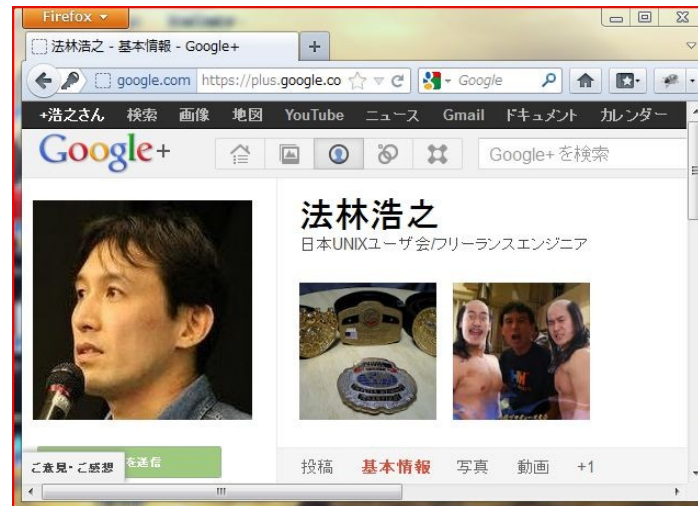 Firefox
法林浩之 - 基本情報 - Google+
google.com https://plus.google.co Google
+浩之さん 検索 画像 地図 YouTube ニュース Gmail ドキュメント カレンダー
Google+ Google+ を検索
法林浩之
日本UNIXユーザ会/フリーランスエンジニア
を送信
ご意見・ご感想
投稿 基本情報 写真 動画 +1